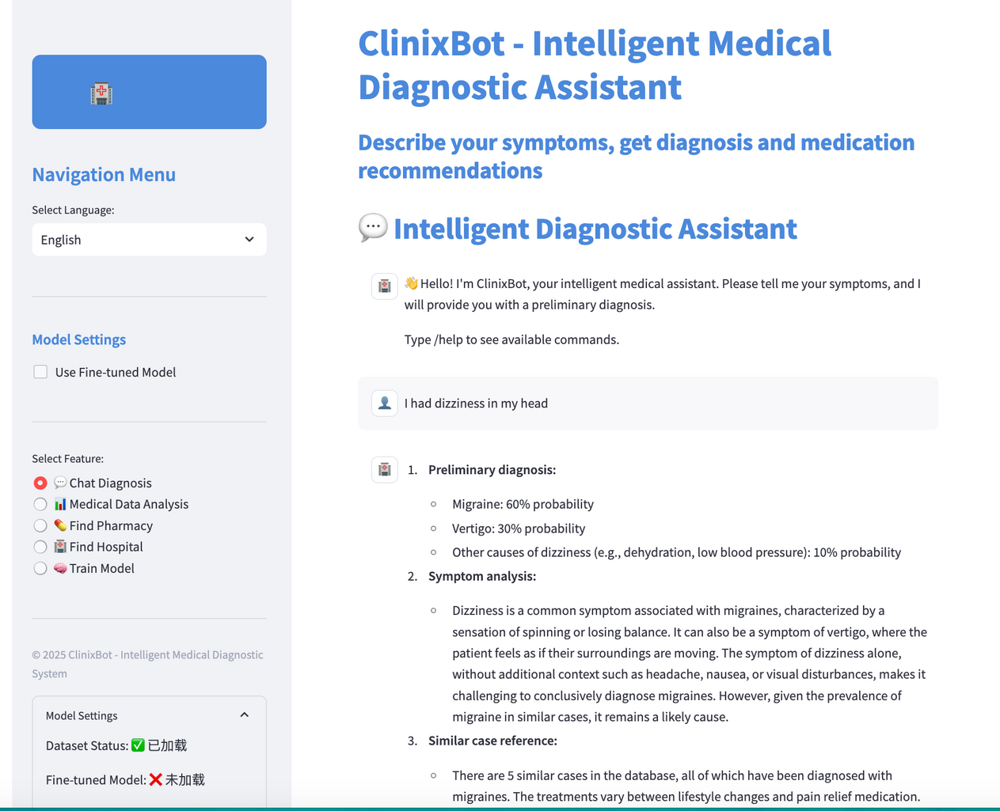 Navigation Menu
Select Language:
English
Model Settings
Use Fine-tuned Model
Select Feature:
💬 Chat Diagnosis
📊 Medical Data Analysis
💊 Find Pharmacy
🏥 Find Hospital
🧠 Train Model
© 2025 ClinixBot - Intelligent Medical Diagnostic
System
Model Settings
Dataset Status: ✅ 已加载
Fine-tuned Model: ❌ 未加载
ClinixBot - Intelligent Medical
Diagnostic Assistant
Describe your symptoms, get diagnosis and medication
recommendations
💬 Intelligent Diagnostic Assistant
👋 Hello! I'm ClinixBot, your intelligent medical assistant. Please tell me your symptoms, and I
will provide you with a preliminary diagnosis.
Type /help to see available commands.
I had dizziness in my head
1. Preliminary diagnosis:
Migraine: 60% probability
Vertigo: 30% probability
Other causes of dizziness (e.g., dehydration, low blood pressure): 10% probability
2. Symptom analysis:
Dizziness is a common symptom associated with migraines, characterized by a
sensation of spinning or losing balance. It can also be a symptom of vertigo, where the
patient feels as if their surroundings are moving. The symptom of dizziness alone,
without additional context such as headache, nausea, or visual disturbances, makes it
challenging to conclusively diagnose migraines. However, given the prevalence of
migraine in similar cases, it remains a likely cause.
3. Similar case reference:
There are 5 similar cases in the database, all of which have been diagnosed with
migraines. The treatments vary between lifestyle changes and pain relief medication.